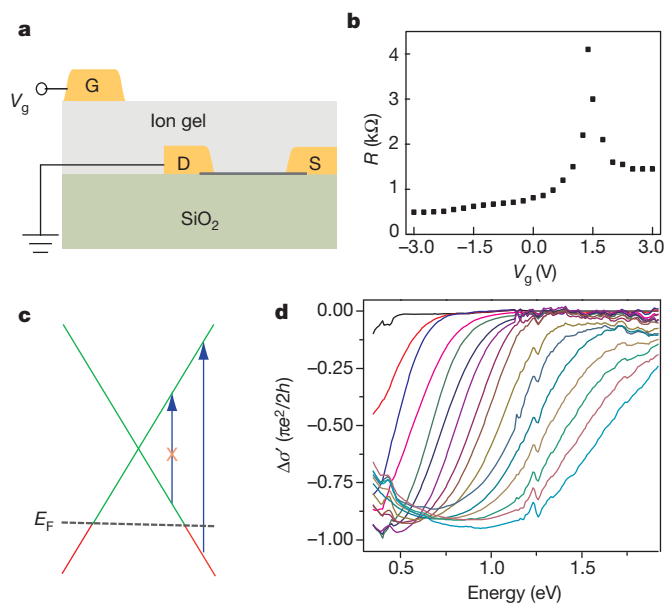 a
G
Vg
Ion gel
D
S
SiO2
b
4
3
2
1
0
R (kΩ)
−3.0
−1.5
0.0
1.5
3.0
Vg (V)
c
EF
d
0.00
−0.25
−0.50
−0.75
−1.00
Δσ′ (πe²/2h)
0.5
1.0
1.5
Energy (eV)